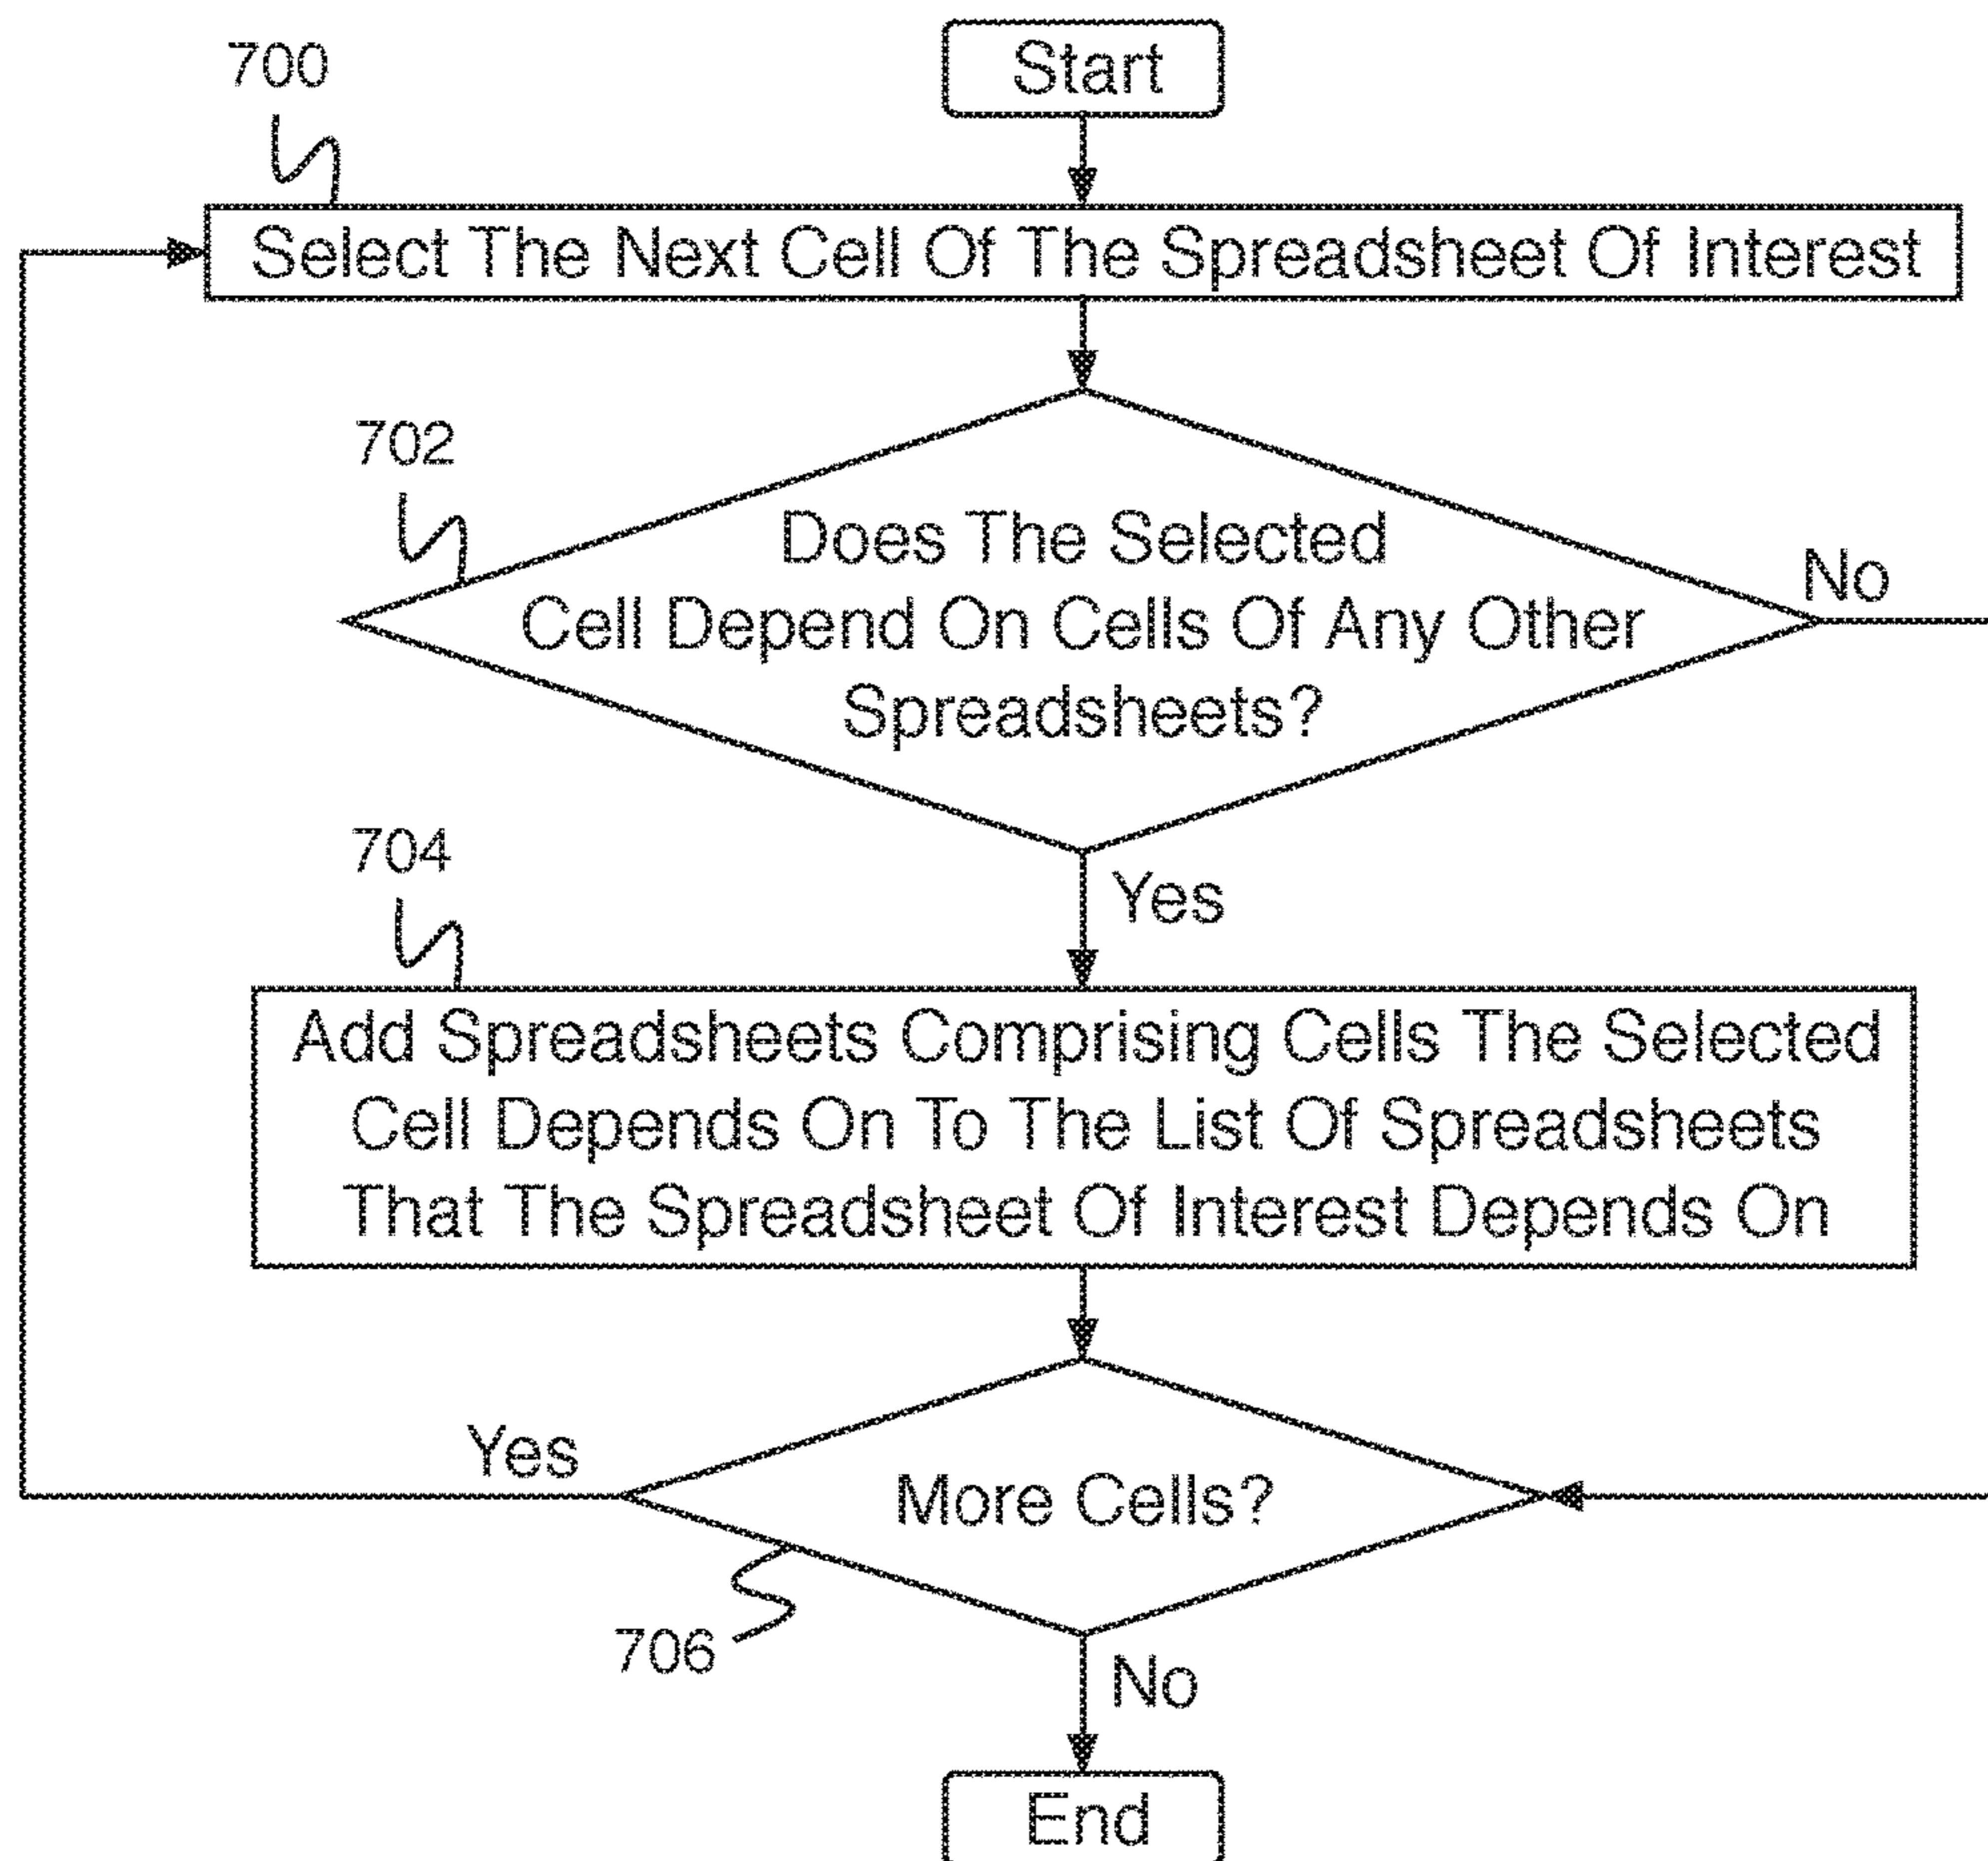 Start
700
Select The Next Cell Of The Spreadsheet Of Interest
702
Does The Selected
Cell Depend On Cells Of Any Other
Spreadsheets?
No
Yes
704
Add Spreadsheets Comprising Cells The Selected
Cell Depends On To The List Of Spreadsheets
That The Spreadsheet Of Interest Depends On
Yes
More Cells?
706
No
End